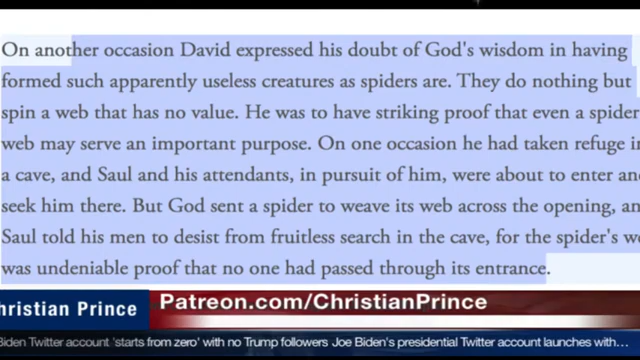 On another occasion David expressed his doubt of God's wisdom in having
formed such apparently useless creatures as spiders are. They do nothing but
spin a web that has no value. He was to have striking proof that even a spider
web may serve an important purpose. On one occasion he had taken refuge in
a cave, and Saul and his attendants, in pursuit of him, were about to enter and
seek him there. But God sent a spider to weave its web across the opening, an
Saul told his men to desist from fruitless search in the cave, for the spider's we
was undeniable proof that no one had passed through its entrance.
hristian Prince
Patreon.com/ChristianPrince
Biden Twitter account 'starts from zero' with no Trump followers Joe Biden's presidential Twitter account launches with...